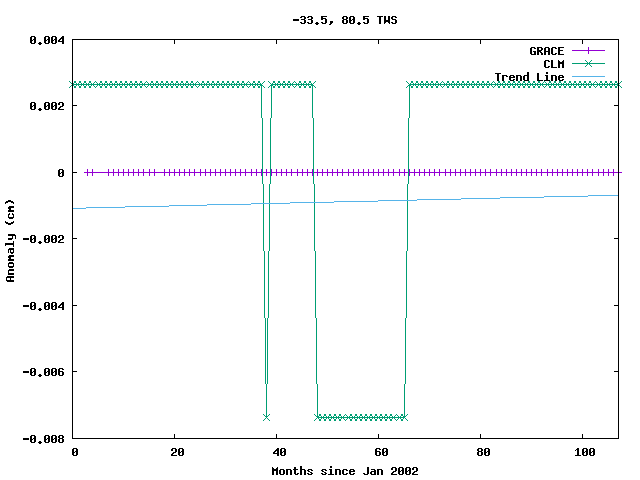 -33.5, 80.5 TWS
0.004
GRACE
CLM
Trend Line
0.002
0
-0.002
-0.004
-0.006
-0.008
Anomaly (cm)
0 20 40 60 80 100
Months since Jan 2002